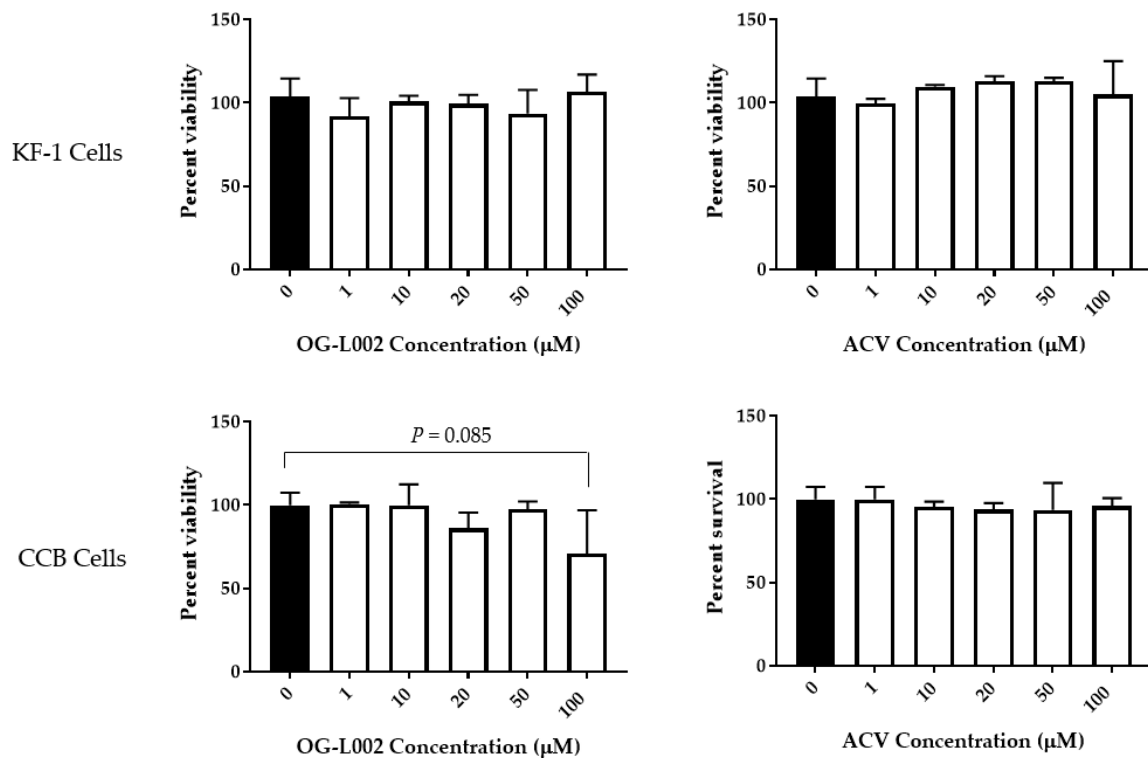 KF-1 Cells
Percent viability
150
100
50
0
0 1 10 20 50 100
OG-L002 Concentration (μM)
Percent viability
150
100
50
0
0 1 10 20 50 100
ACV Concentration (μM)
CCB Cells
Percent viability
150
100
50
0
P = 0.085
0 1 10 20 50 100
OG-L002 Concentration (μM)
Percent survival
150
100
50
0
0 1 10 20 50 100
ACV Concentration (μM)